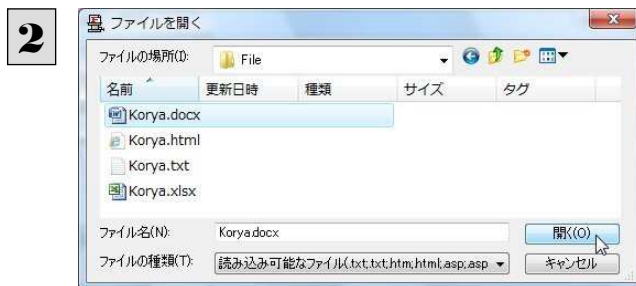 2
ファイルを開く
ファイルの場所(I): File
名前 更新日時 種類 サイズ タグ
Korya.docx
Korya.html
Korya.txt
Korya.xlsx
ファイル名(N): Korya.docx 開く(O)
ファイルの種類(T): 読み込み可能なファイル(.txt;txt;htm;html;asp;asp キャンセル